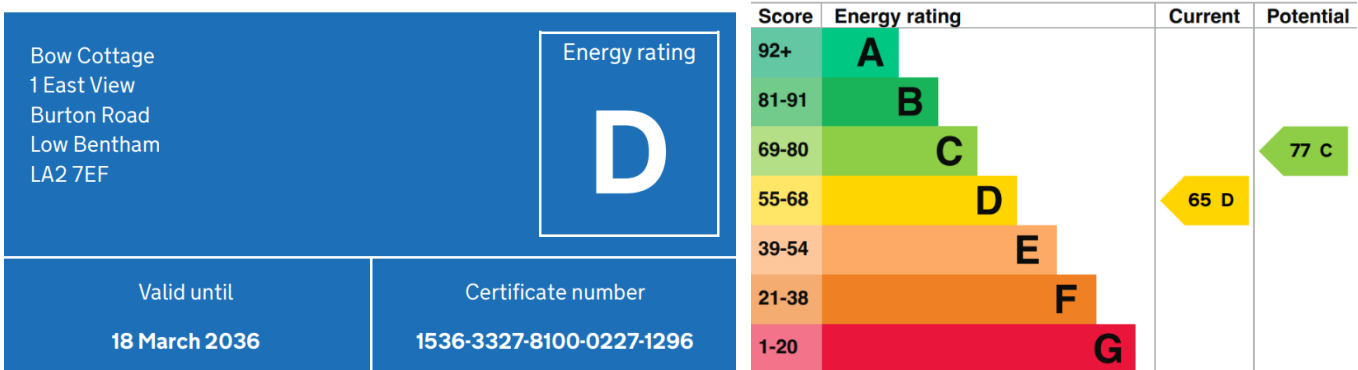 Bow Cottage
1 East View
Burton Road
Low Bentham
LA2 7EF
Energy rating
D
Valid until
18 March 2036
Certificate number
1536-3327-8100-0227-1296
Score Energy rating Current Potential
92+ A
81-91 B
69-80 C 77 C
55-68 D 65 D
39-54 E
21-38 F
1-20 G